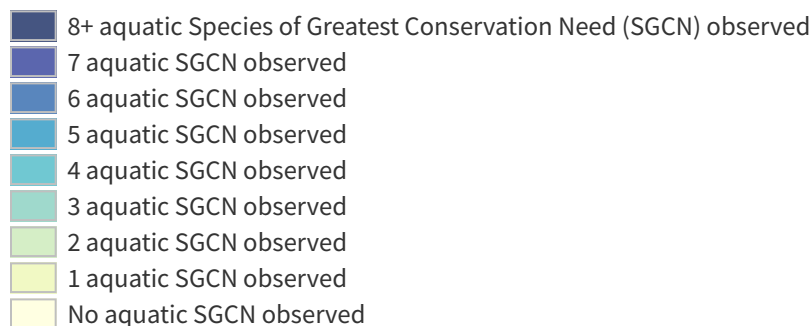 8+ aquatic Species of Greatest Conservation Need (SGCN) observed
7 aquatic SGCN observed
6 aquatic SGCN observed
5 aquatic SGCN observed
4 aquatic SGCN observed
3 aquatic SGCN observed
2 aquatic SGCN observed
1 aquatic SGCN observed
No aquatic SGCN observed